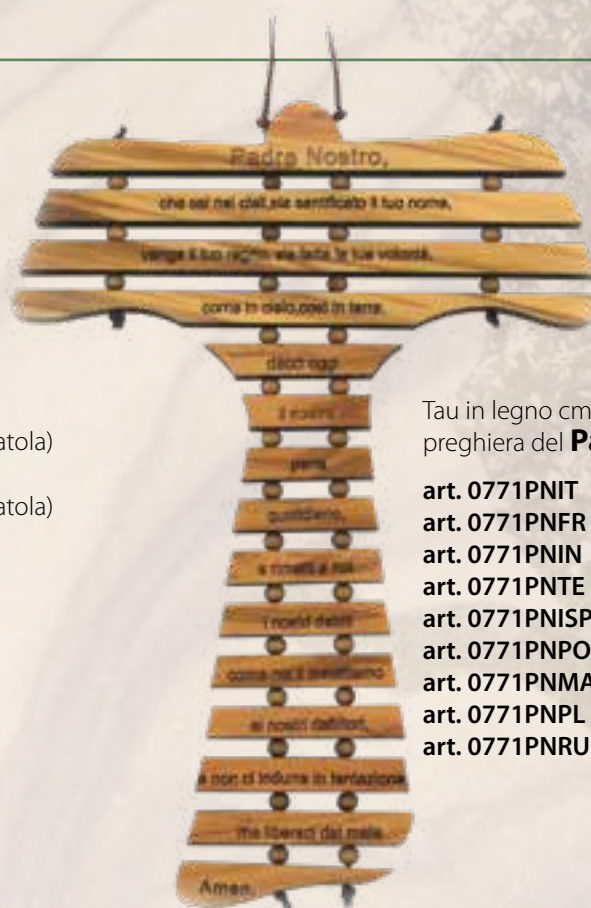 Padre Nostro,
che sei nei cieli, sia santificato il tuo nome,
venga il tuo regno, sia fatta la tua volontà,
come in cielo, così in terra.
dacci oggi
il nostro
pane
quotidiano,
e rimetti a noi
i nostri debiti
come noi li rimettiamo
ai nostri debitori,
e non ci indurre in tentazione
ma liberaci dal male.
Amen.
atola)
atola)
Tau in legno cm
preghiera del Pa
art. 0771PNIT
art. 0771PNFR
art. 0771PNIN
art. 0771PNTE
art. 0771PNISP
art. 0771PNPO
art. 0771PNMA
art. 0771PNPL
art. 0771PNRU